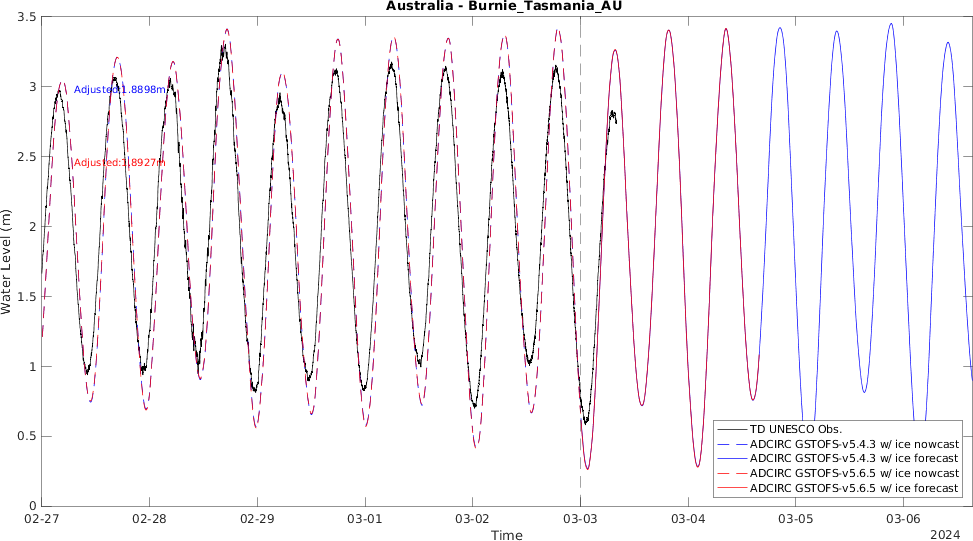 Australia - Burnie_Tasmania_AU
3.5
3
2.5
2
1.5
1
0.5
0
Water Level (m)
Adjusted:1.8898m
Adjusted:1.8927m
TD UNESCO Obs.
ADCIRC GSTOFS-v5.4.3 w/ ice nowcast
ADCIRC GSTOFS-v5.4.3 w/ ice forecast
ADCIRC GSTOFS-v5.6.5 w/ ice nowcast
ADCIRC GSTOFS-v5.6.5 w/ ice forecast
02-27 02-28 02-29 03-01 03-02 03-03 03-04 03-05 03-06
Time
2024